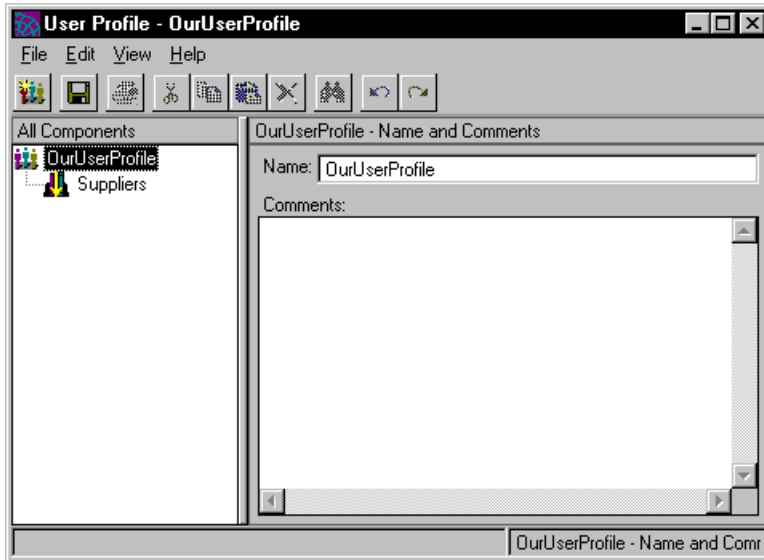 User Profile - OurUserProfile
File Edit View Help
All Components
OurUserProfile - Name and Comments
OurUserProfile
Suppliers
Name: OurUserProfile
Comments:
OurUserProfile - Name and Comr